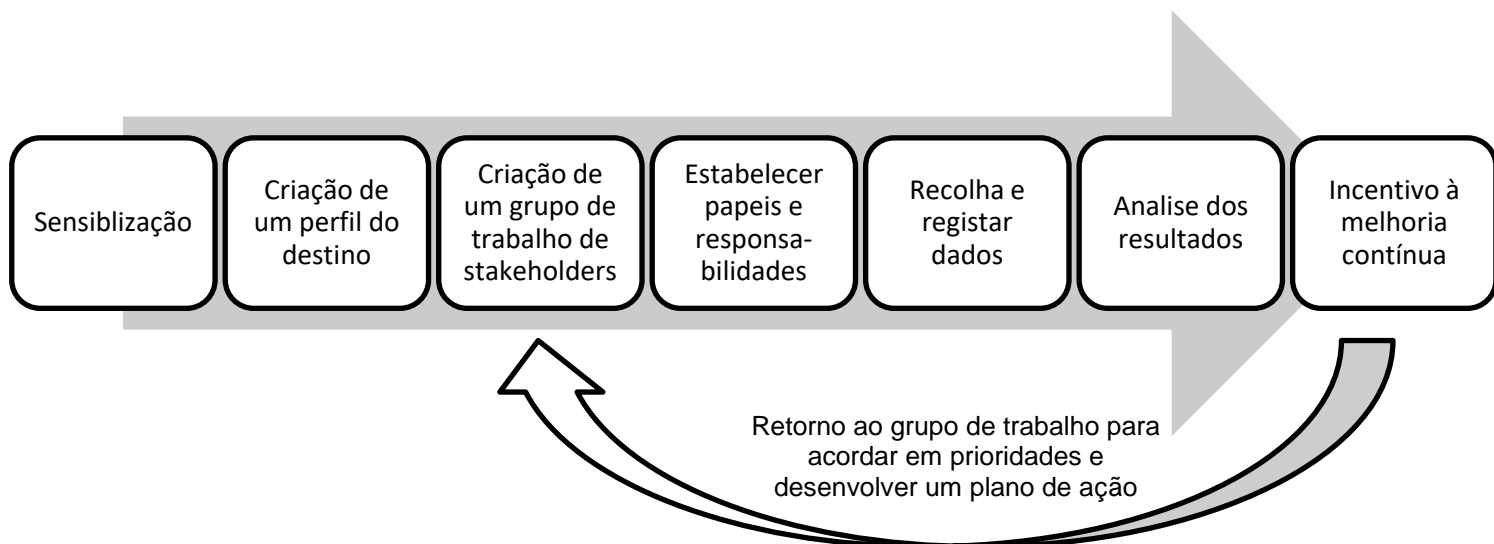 Sensiblização
Criação de
um perfil do
destino
Criação de
um grupo de
trabalho de
stakeholders
Estabelecer
papeis e
responsa-
bilidades
Recolha e
registar
dados
Analise dos
resultados
Incentivo à
melhoria
contínua
Retorno ao grupo de trabalho para
acordar em prioridades e
desenvolver um plano de ação